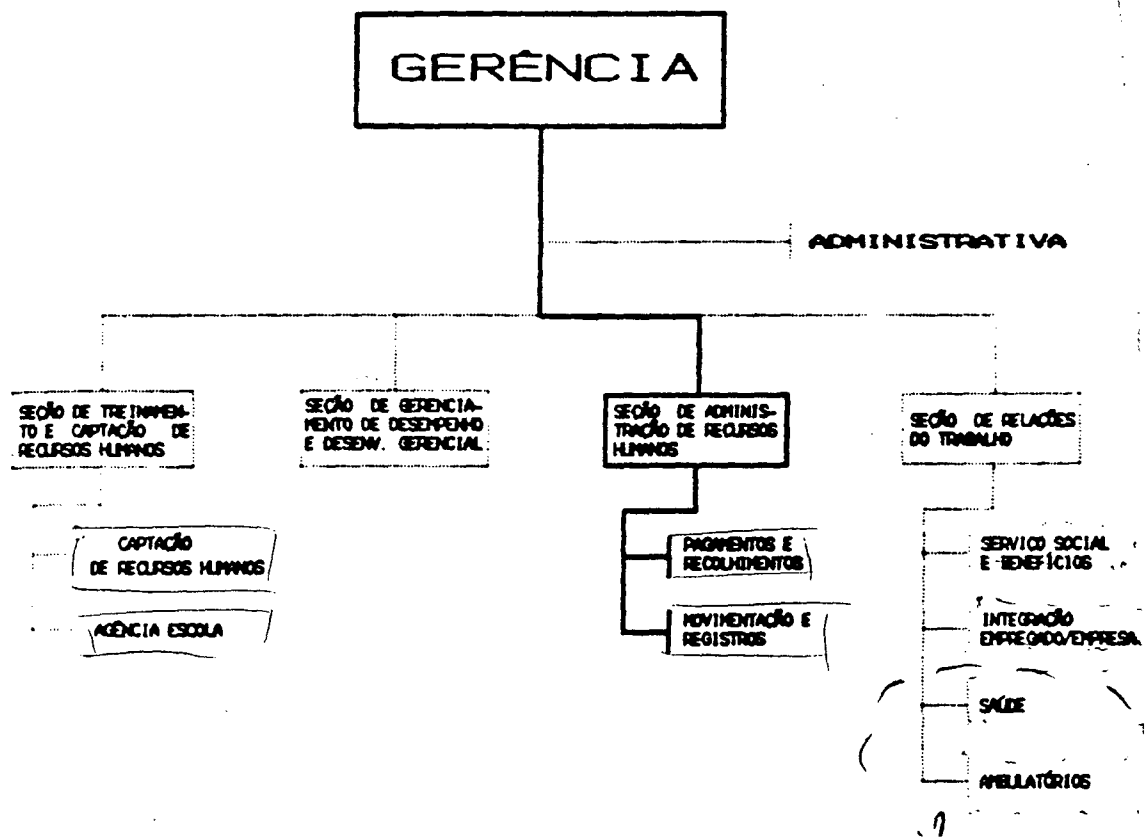 GERÊNCIA
ADMINISTRATIVA
SEÇÃO DE TREINAMEN-
TO E CAPTAÇÃO DE
RECURSOS HUMANOS
SEÇÃO DE GERENCIA-
MENTO DE DESEMPENHO
E DESENV. GERENCIAL
SEÇÃO DE ADMINIS-
TRAÇÃO DE RECURSOS
HUMANOS
SEÇÃO DE RELAÇÕES
DO TRABALHO
CAPTAÇÃO
DE RECURSOS HUMANOS
AGÊNCIA ESCOLA
PAGAMENTOS E
RECOLHIMENTOS
MOVIMENTAÇÃO E
REGISTROS
SERVIÇO SOCIAL
E BENEFÍCIOS
INTEGRAÇÃO
EMPREGADO/EMPRESA.
SAÚDE
AMBULATÓRIOS
?